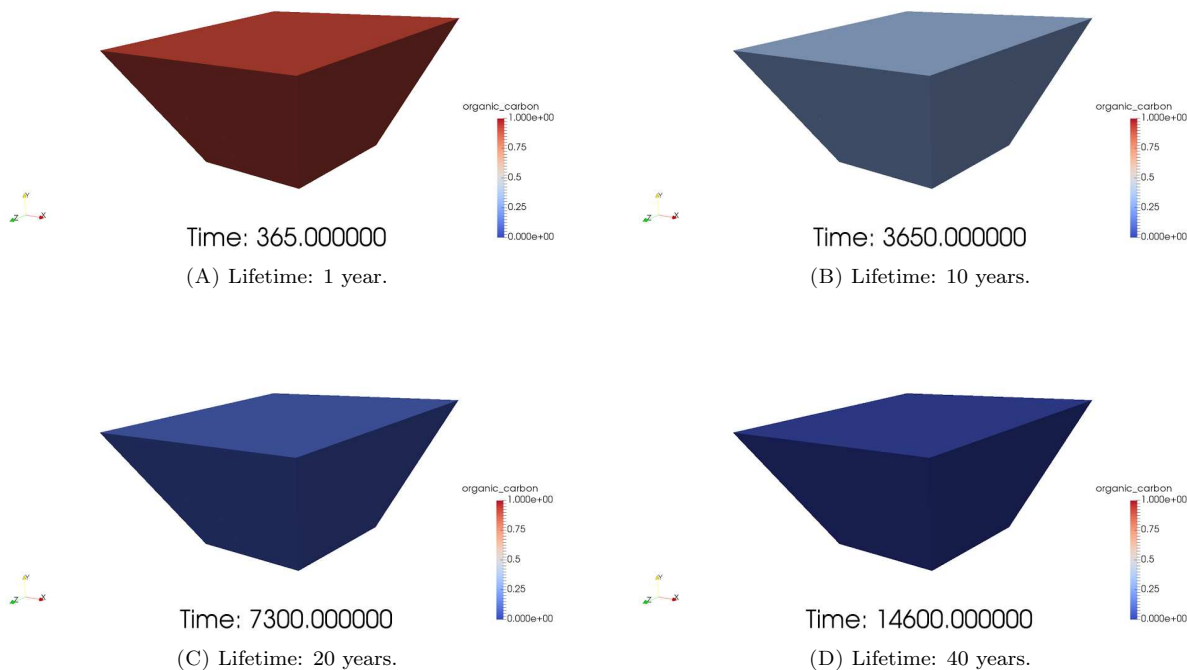 organic_carbon
1.000e+00
0.75
0.5
0.25
0.000e+00
Y
Z
X
Time: 365.000000
(A) Lifetime: 1 year.
organic_carbon
1.000e+00
0.75
0.5
0.25
0.000e+00
Y
Z
X
Time: 3650.000000
(B) Lifetime: 10 years.
organic_carbon
1.000e+00
0.75
0.5
0.25
0.000e+00
Y
Z
X
Time: 7300.000000
(C) Lifetime: 20 years.
organic_carbon
1.000e+00
0.75
0.5
0.25
0.000e+00
Y
Z
X
Time: 14600.000000
(D) Lifetime: 40 years.